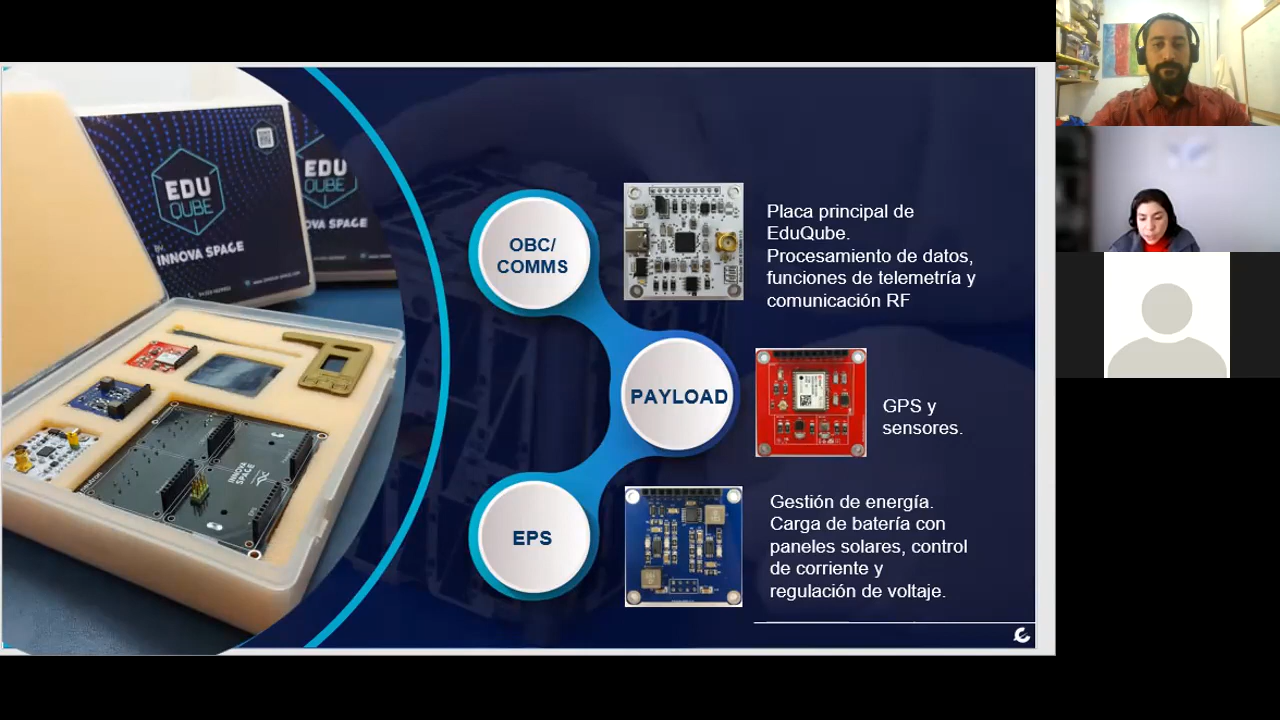 EDU
QUBE
BY
INNOVA SPACE
EDU
QUBE
INNOVA SPACE
INNOVA
SPACE
OBC/
COMMS
Placa principal de
EduQube.
Procesamiento de datos,
funciones de telemetría y
comunicación RF
PAYLOAD
GPS y
sensores.
EPS
Gestión de energía.
Carga de batería con
paneles solares, control
de corriente y
regulación de voltaje.